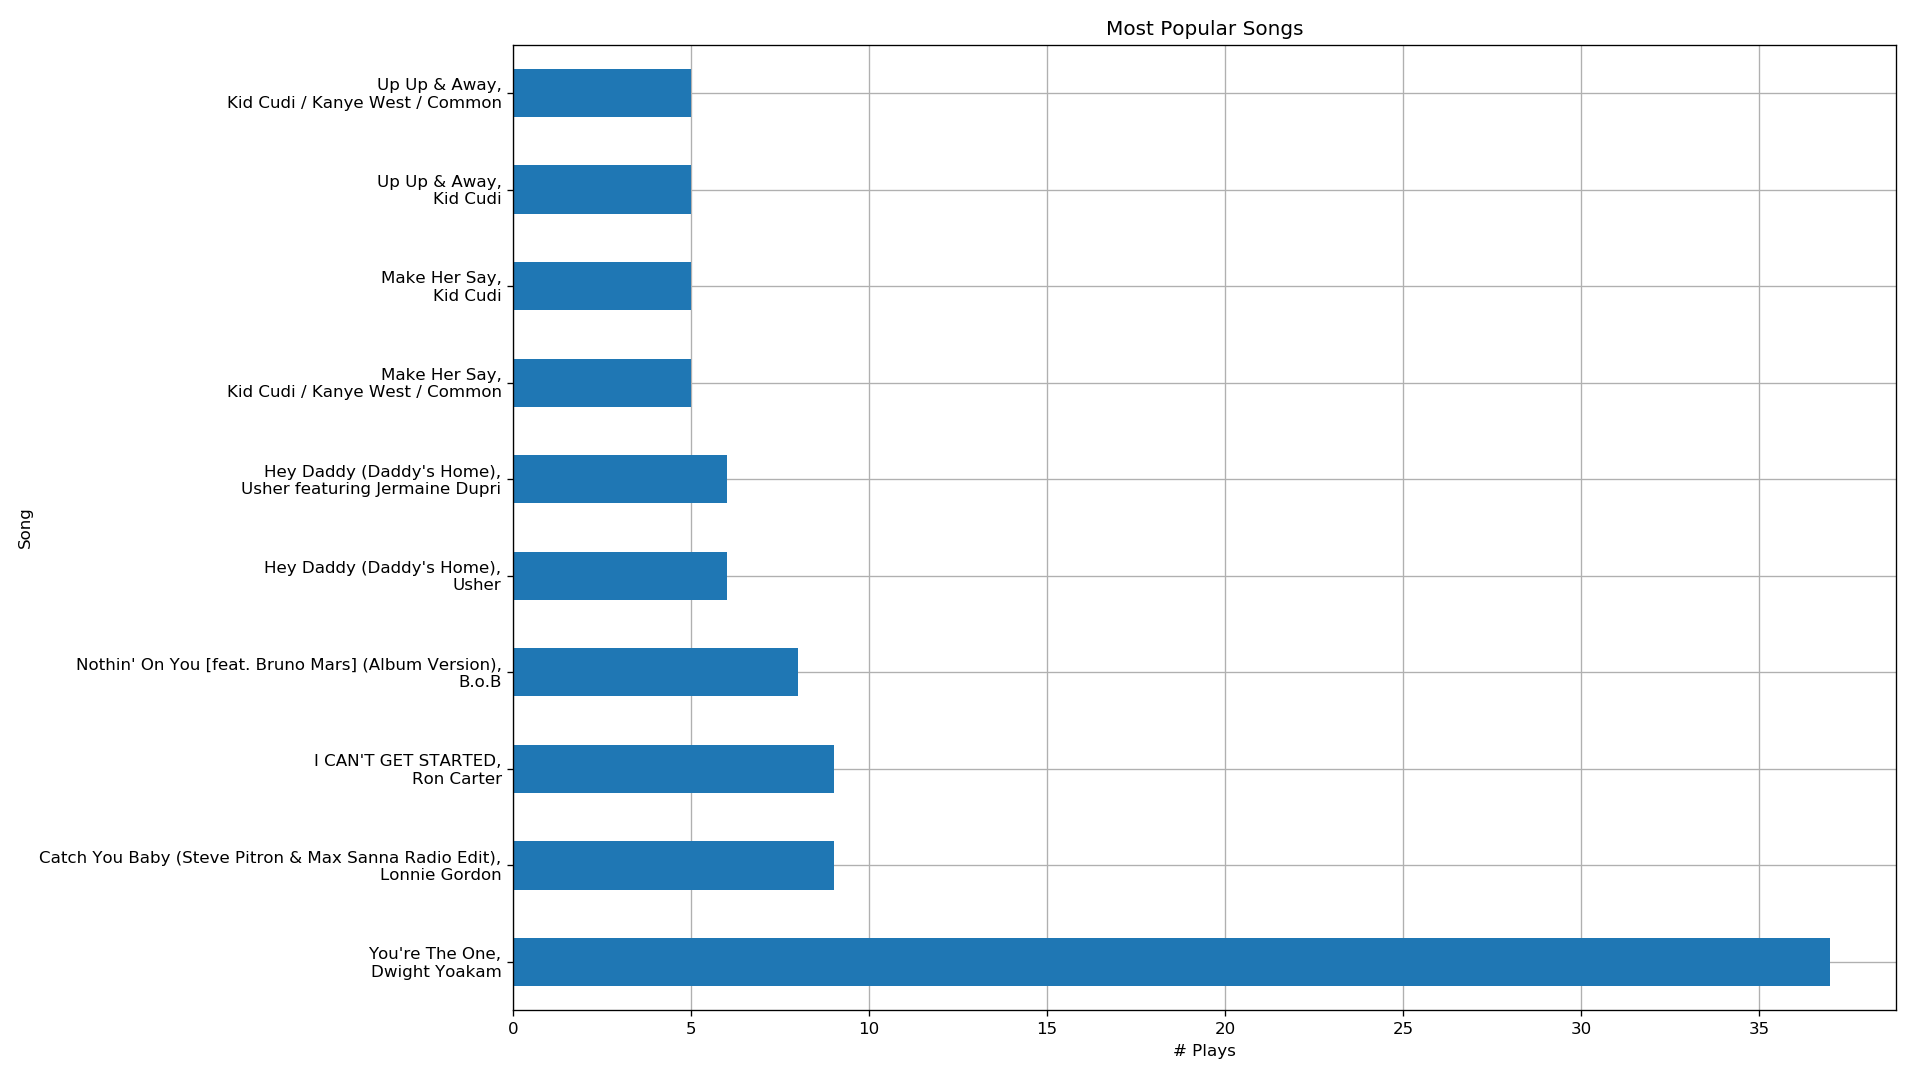 Most Popular Songs
Up Up & Away,
Kid Cudi / Kanye West / Common
Up Up & Away,
Kid Cudi
Make Her Say,
Kid Cudi
Make Her Say,
Kid Cudi / Kanye West / Common
Hey Daddy (Daddy's Home),
Usher featuring Jermaine Dupri
Hey Daddy (Daddy's Home),
Usher
Nothin' On You [feat. Bruno Mars] (Album Version),
B.o.B
I CAN'T GET STARTED,
Ron Carter
Catch You Baby (Steve Pitron & Max Sanna Radio Edit),
Lonnie Gordon
You're The One,
Dwight Yoakam
Song
0 5 10 15 20 25 30 35
# Plays